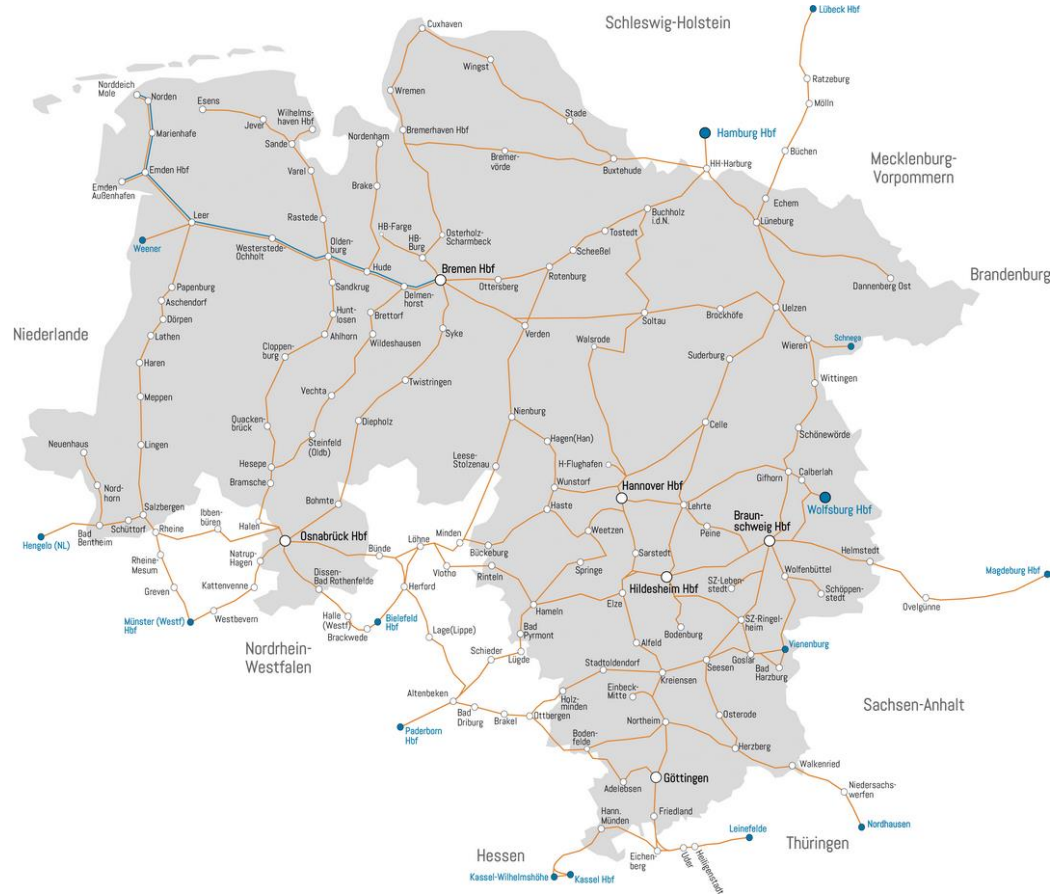 Schleswig-Holstein
Lübeck Hbf
Cuxhaven
Wingst
Ratzeburg
Mölln
Norddeich
Mole
Norden
Esens
Jever
Wilhelms-
haven Hbf
Wremen
Stade
Marienhafe
Sande
Nordenham
Bremerhaven Hbf
Hamburg Hbf
Büchen
Mecklenburg-
Vorpommern
Bremer-
vörde
Buxtehude
HH-Harburg
Emden Hbf
Varel
Brake
Emden
Außenhafen
Echem
Lüneburg
Leer
Rastede
HB-Farge
HB-
Burg
Osterholz-
Scharmbeck
Buchholz
i.d.N.
Tostedt
Weener
Westerstede-
Ochholt
Olden-
burg
Hude
Bremen Hbf
Scheeßel
Rotenburg
Ottersberg
Dannenberg Ost
Brandenburg
Papenburg
Aschendorf
Sandkrug
Delmen-
horst
Niederlande
Dörpen
Hunt-
losen
Brettorf
Syke
Verden
Soltau
Brockhöfe
Uelzen
Lathen
Ahlhorn
Wildeshausen
Walsrode
Wieren
Schnega
Haren
Cloppen-
burg
Suderburg
Wittingen
Meppen
Vechta
Twistringen
Neuenhaus
Quacken-
brück
Diepholz
Nienburg
Celle
Schönewörde
Lingen
Steinfeld
(Oldb)
Hagen(Han)
Hesepe
Leese-
Stolzenau
H-Flughafen
Calberlah
Gifhorn
Nord-
horn
Bramsche
Wunstorf
Hannover Hbf
Wolfsburg Hbf
Salzbergen
Bohmte
Haste
Lehrte
Braun-
schweig Hbf
Hengelo (NL)
Bad
Bentheim
Schüttorf
Rheine
Ibben-
büren
Halen
Osnabrück Hbf
Weetzen
Peine
Minden
Bückeburg
Löhne
Bünde
Sarstedt
Helmstedt
Rheine-
Mesum
Natrup-
Hagen
Vlotho
Rinteln
Springe
Hildesheim Hbf
Wolfenbüttel
Magdeburg Hbf
Greven
Kattenvenne
Dissen-
Bad Rothenfelde
Herford
SZ-Leben-
stedt
Schöppen-
stedt
Ovelgünne
Münster (Westf)
Hbf
Westbevern
Halle
(Westf)
Brackwede
Bielefeld
Hbf
Hameln
Elze
Nordrhein-
Westfalen
Lage(Lippe)
Bad
Pyrmont
Alfeld
Bodenburg
SZ-Ringel-
heim
Vienenburg
Schieder
Lügde
Stadtoldendorf
Kreiensen
Seesen
Goslar
Bad
Harzburg
Altenbeken
Einbeck-
Mitte
Holz-
minden
Sachsen-Anhalt
Bad
Driburg
Brakel
Ottbergen
Northeim
Osterode
Paderborn
Hbf
Boden-
felde
Herzberg
Walkenried
Adelebsen
Göttingen
Niedersachs-
werfen
Hann.
Münden
Friedland
Nordhausen
Leinefelde
Thüringen
Hessen
Eichen-
berg
Uder
Heiligenstadt
Kassel-Wilhelmshöhe
Kassel Hbf